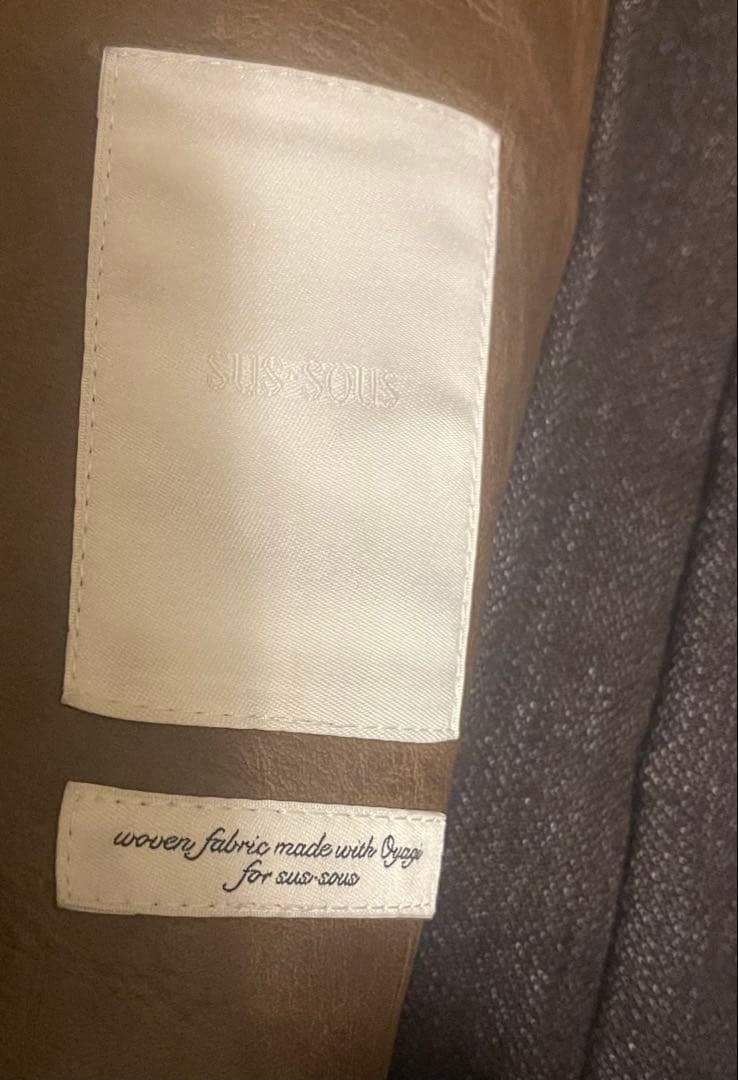 sus-sous
woven fabric made with Oyagi
for sus-sous